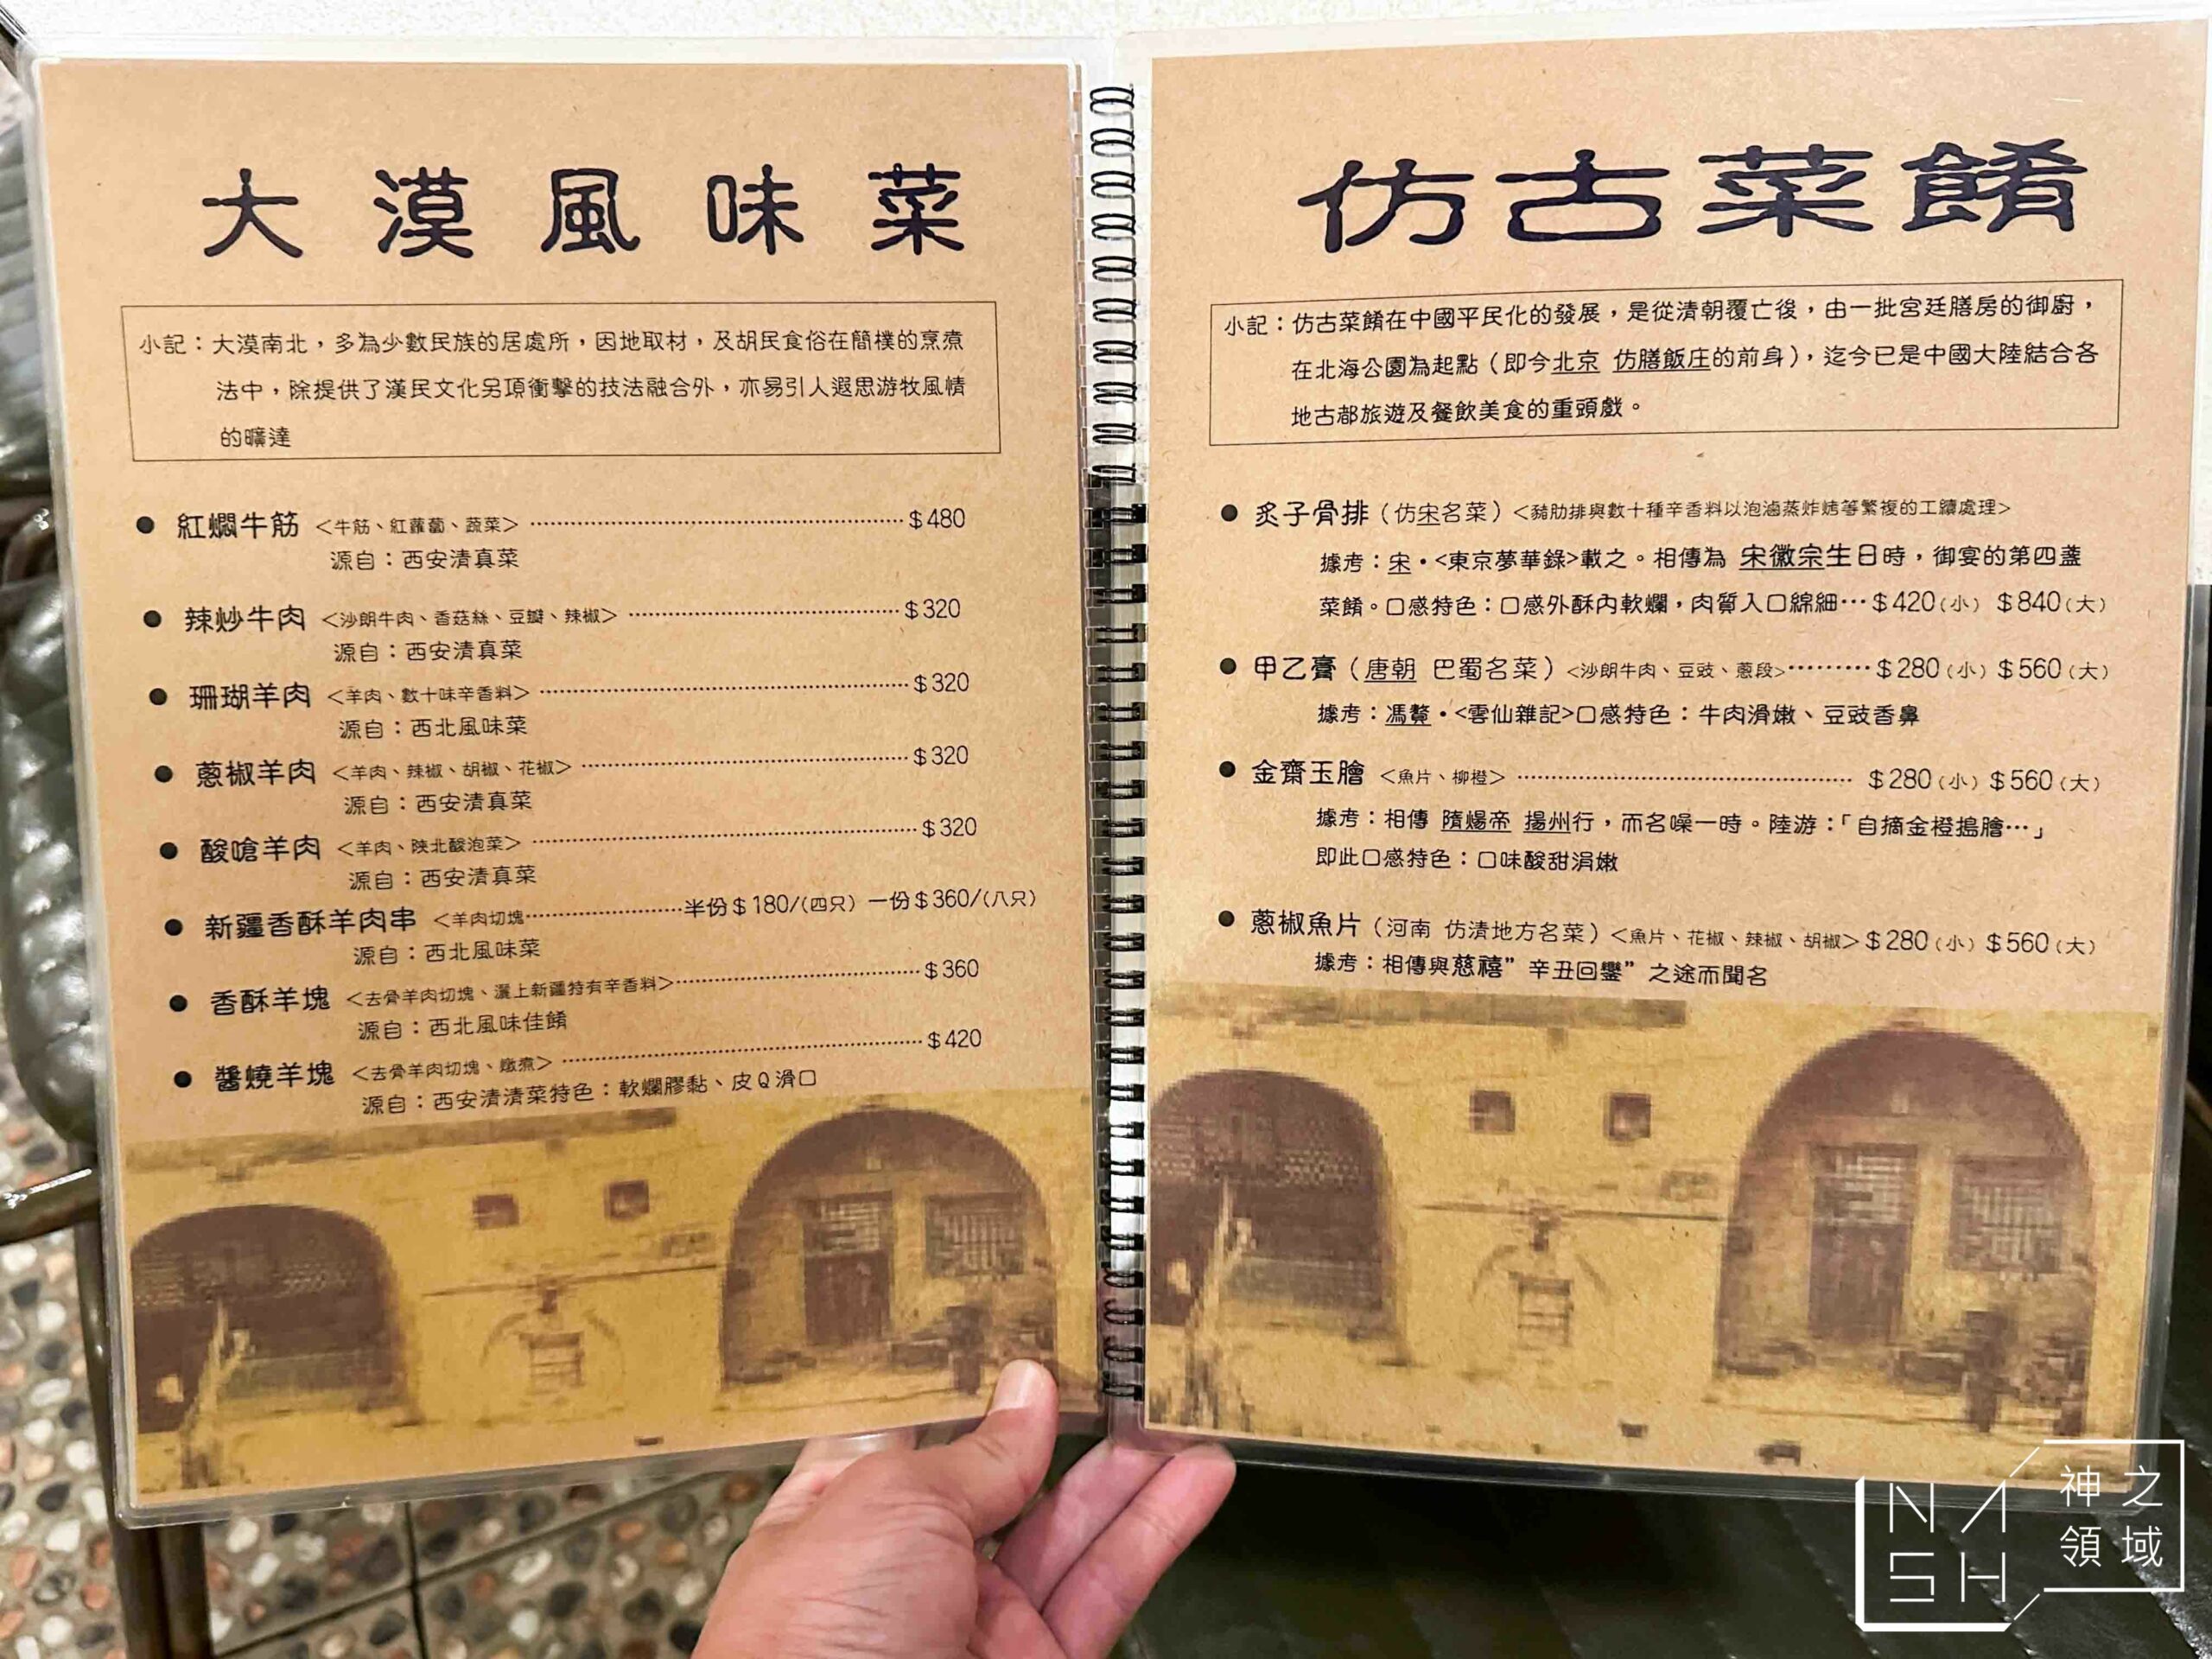 大漠風味菜
小記：大漠南北，多為少數民族的居處所，因地取材，及胡民食俗在簡樸的烹煮
法中，除提供了漢民文化另項衝擊的技法融合外，亦易引人遐思游牧風情
的曠達
● 紅燜牛筋 <牛筋、紅蘿蔔、蔬菜> $480
源自：西安清真菜
● 辣炒牛肉 <沙朗牛肉、香菇絲、豆瓣、辣椒> $320
源自：西安清真菜
● 珊瑚羊肉 <羊肉、數十味辛香料> $320
源自：西北風味菜
● 蔥椒羊肉 <羊肉、辣椒、胡椒、花椒> $320
源自：西安清真菜
● 酸嗆羊肉 <羊肉、陝北酸泡菜> $320
源自：西安清真菜
● 新疆香酥羊肉串 <羊肉切塊 半份$180/(四只) 一份$360/(八只)
源自：西北風味菜
● 香酥羊塊 <去骨羊肉切塊、灑上新疆特有辛香料> $360
源自：西北風味佳餚
● 醬燒羊塊 <去骨羊肉切塊、燉煮> $420
源自：西安清清菜特色：軟爛膠黏、皮Q滑口
仿古菜餚
小記：仿古菜餚在中國平民化的發展，是從清朝覆亡後，由一批宮廷膳房的御廚，
在北海公園為起點（即今北京 仿膳飯庄的前身），迄今已是中國大陸結合各
地古都旅遊及餐飲美食的重頭戲。
● 炙子骨排（仿宋名菜）<豬肋排與數十種辛香料以泡滷蒸炸㸆等繁複的工續處理>
據考：宋・<東京夢華錄>載之。相傳為 宋徽宗生日時，御宴的第四盞
菜餚。口感特色：口感外酥內軟爛，肉質入口綿細…$420(小) $840(大)
● 甲乙膏（唐朝 巴蜀名菜）<沙朗牛肉、豆豉、蔥段> $280(小) $560(大)
據考：馮贅・<雲仙雜記>口感特色：牛肉滑嫩、豆豉香鼻
● 金齋玉膾 <魚片、柳橙> $280(小) $560(大)
據考：相傳 隋煬帝 揚州行，而名噪一時。陸游：「自摘金橙搗膾…」
即此口感特色：口味酸甜涓嫩
● 蔥椒魚片（河南 仿清地方名菜）<魚片、花椒、辣椒、胡椒>$280(小) $560(大)
據考：相傳與慈禧”辛丑回鑾”之途而聞名
NASH
神之
領域